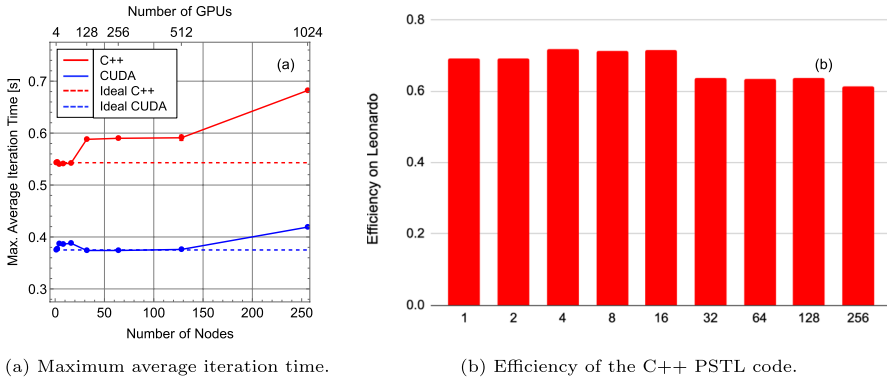 Number of GPUs
4 128 256 512 1024
C++
CUDA
Ideal C++
Ideal CUDA
(a)
Max. Average Iteration Time [s]
0.7
0.6
0.5
0.4
0.3
0 50 100 150 200 250
Number of Nodes
(a) Maximum average iteration time.
Efficiency on Leonardo
0.8
0.6
0.4
0.2
0.0
(b)
1 2 4 8 16 32 64 128 256
(b) Efficiency of the C++ PSTL code.